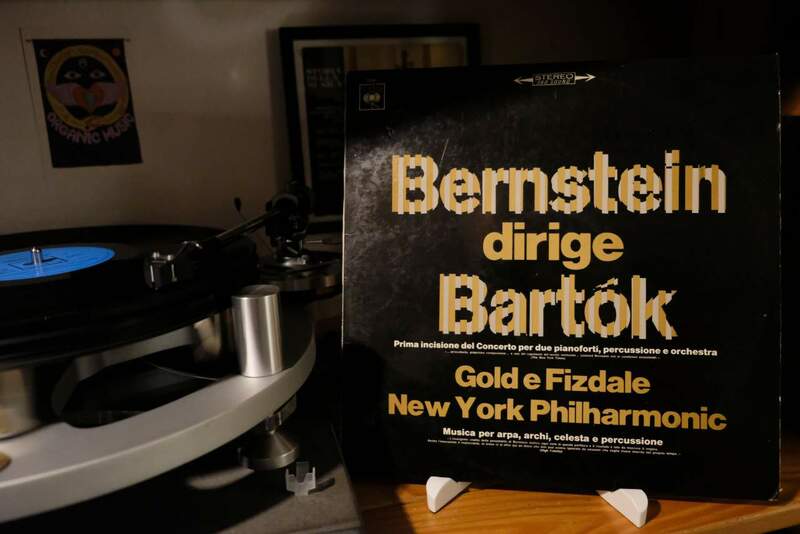 ORGANIC MUSIC
STEREO
Bernstein
dirige
Bartók
Prima incisione del Concerto per due pianoforti, percussione e orchestra
Gold e Fizdale
New York Philharmonic
Musica per arpa, archi, celesta e percussione